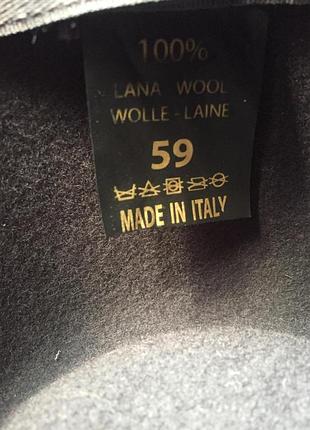 100%
LANA WOOL
WOLLE - LAINE
59
MADE IN ITALY